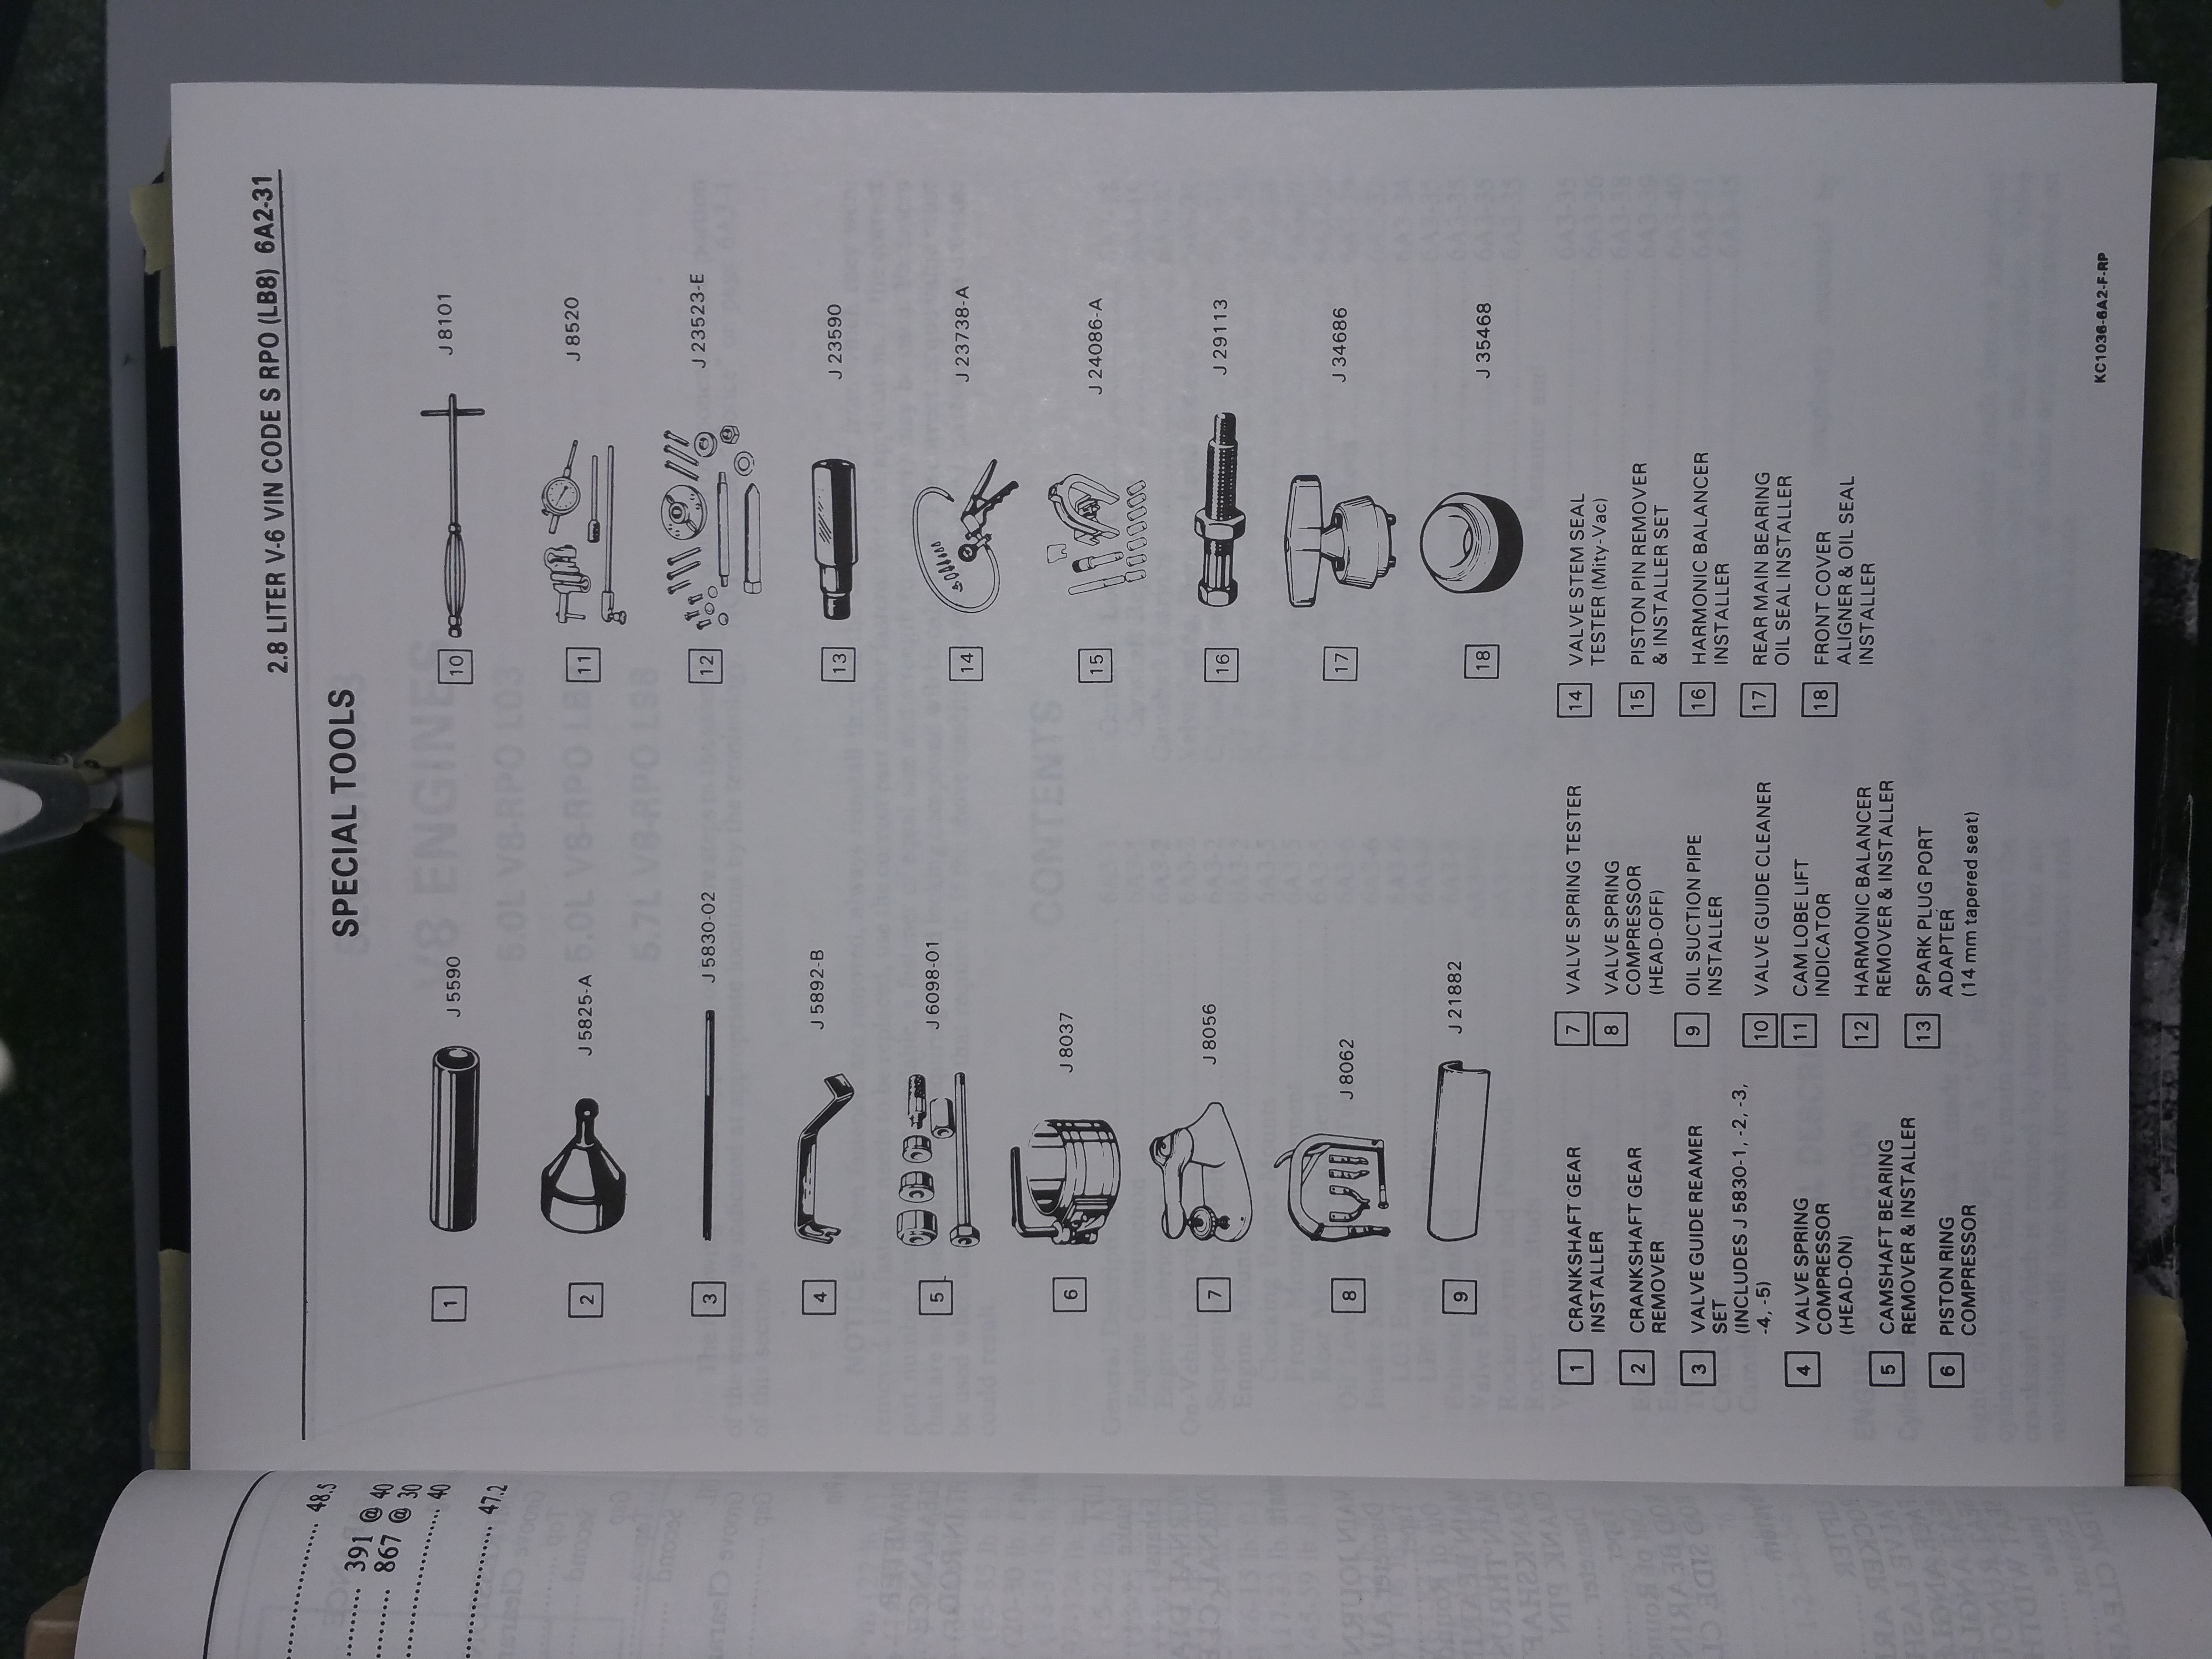 2.8 LITER V-6 VIN CODE S RPO (LB8) 6A2-31
SPECIAL TOOLS
1 J 5590
2 J 5825-A
3 J 5830-02
4 J 5892-B
5 J 6098-01
6 J 8037
7 J 8056
8 J 8062
9 J 21882
10 J 8101
11 J 8520
12 J 23523-E
13 J 23590
14 J 23738-A
15 J 24086-A
16 J 29113
17 J 34686
18 J 35468
1 CRANKSHAFT GEAR
INSTALLER
2 CRANKSHAFT GEAR
REMOVER
3 VALVE GUIDE REAMER
SET
(INCLUDES J 5830-1, -2, -3,
-4, -5)
4 VALVE SPRING
COMPRESSOR
(HEAD-ON)
5 CAMSHAFT BEARING
REMOVER & INSTALLER
6 PISTON RING
COMPRESSOR
7 VALVE SPRING TESTER
8 VALVE SPRING
COMPRESSOR
(HEAD-OFF)
9 OIL SUCTION PIPE
INSTALLER
10 VALVE GUIDE CLEANER
11 CAM LOBE LIFT
INDICATOR
12 HARMONIC BALANCER
REMOVER & INSTALLER
13 SPARK PLUG PORT
ADAPTER
(14 mm tapered seat)
14 VALVE STEM SEAL
TESTER (Mity-Vac)
15 PISTON PIN REMOVER
& INSTALLER SET
16 HARMONIC BALANCER
INSTALLER
17 REAR MAIN BEARING
OIL SEAL INSTALLER
18 FRONT COVER
ALIGNER & OIL SEAL
INSTALLER
KC1036-6A2-F-RP
48.5
391 @ 40
867 @ 30
40
47.2